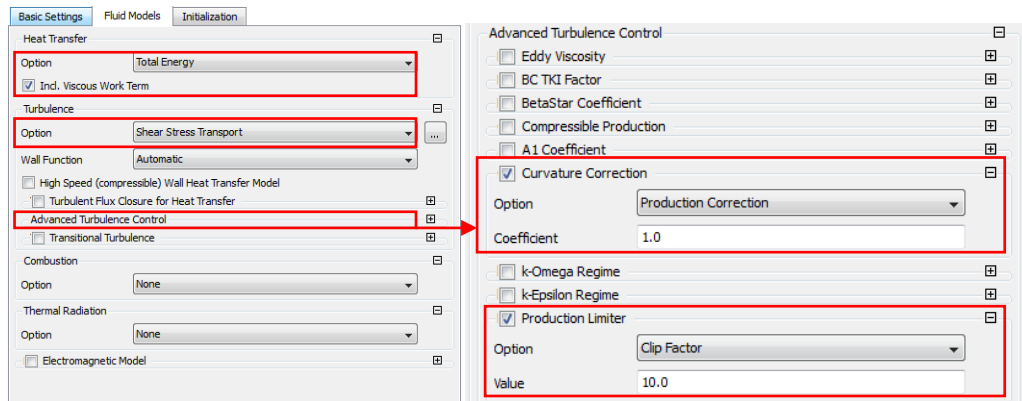 Basic Settings Fluid Models Initialization
Heat Transfer
Option Total Energy
Incl. Viscous Work Term
Turbulence
Option Shear Stress Transport ...
Wall Function Automatic
High Speed (compressible) Wall Heat Transfer Model
Turbulent Flux Closure for Heat Transfer
Advanced Turbulence Control
Transitional Turbulence
Combustion
Option None
Thermal Radiation
Option None
Electromagnetic Model
Advanced Turbulence Control
Eddy Viscosity
BC TKI Factor
BetaStar Coefficient
Compressible Production
A1 Coefficient
Curvature Correction
Option Production Correction
Coefficient 1.0
k-Omega Regime
k-Epsilon Regime
Production Limiter
Option Clip Factor
Value 10.0